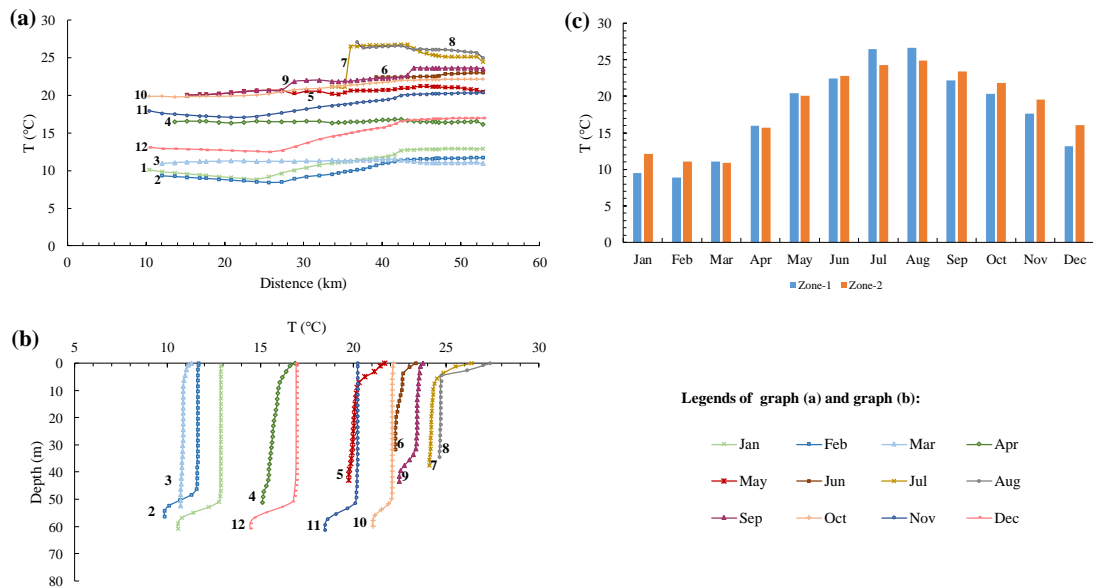 (a)
T (°C)
30
25
20
15
10
5
0
0 10 20 30 40 50 60
Distence (km)
10
11
4
12
3
1
2
9
5
7
6
8
(c)
T (°C)
30
25
20
15
10
5
0
Jan Feb Mar Apr May Jun Jul Aug Sep Oct Nov Dec
Zone-1 Zone-2
(b)
T (°C)
5 10 15 20 25 30
Depth (m)
0
10
20
30
40
50
60
70
80
3
2
4
12
5
11
6
9
10
7
8
Legends of graph (a) and graph (b):
Jan Feb Mar Apr
May Jun Jul Aug
Sep Oct Nov Dec